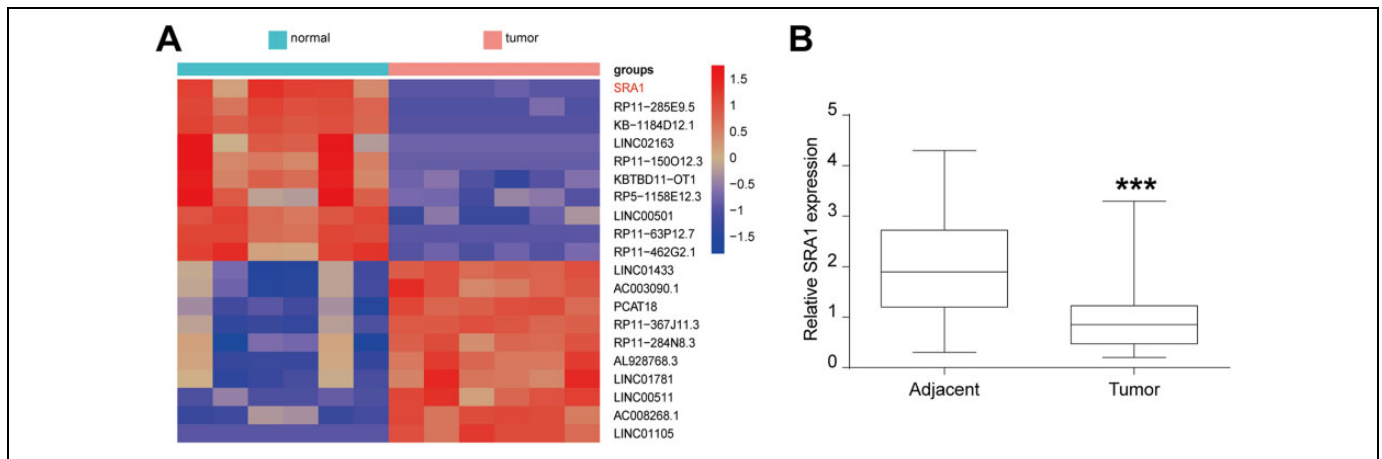 A
normal
tumor
groups
SRA1
RP11-285E9.5
KB-1184D12.1
LINC02163
RP11-150O12.3
KBTBD11-OT1
RP5-1158E12.3
LINC00501
RP11-63P12.7
RP11-462G2.1
LINC01433
AC003090.1
PCAT18
RP11-367J11.3
RP11-284N8.3
AL928768.3
LINC01781
LINC00511
AC008268.1
LINC01105
1.5
1
0.5
0
-0.5
-1
-1.5
B
Relative SRA1 expression
5
4
3
2
1
0
***
Adjacent
Tumor